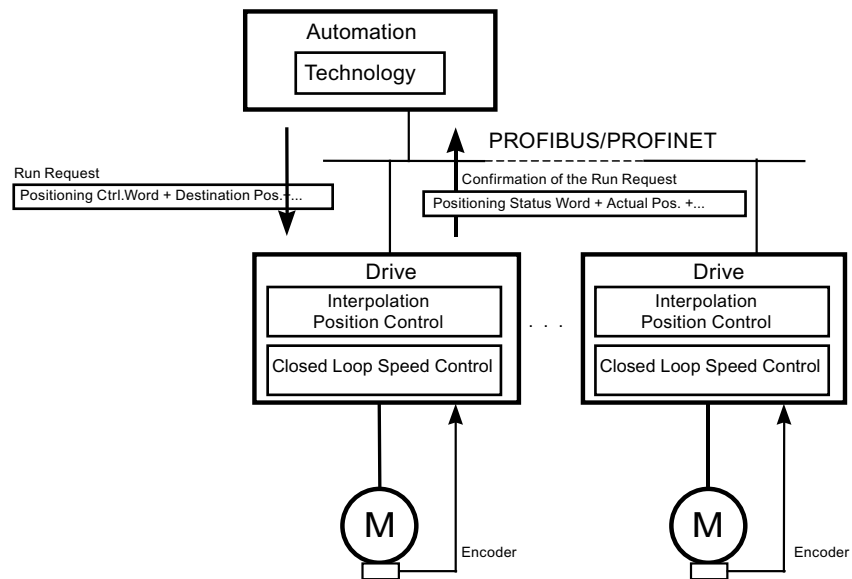 Automation
Technology
PROFIBUS/PROFINET
Run Request
Positioning Ctrl.Word + Destination Pos.+...
Confirmation of the Run Request
Positioning Status Word + Actual Pos. +...
Drive
Interpolation
Position Control
Closed Loop Speed Control
. . .
Drive
Interpolation
Position Control
Closed Loop Speed Control
M
Encoder
M
Encoder